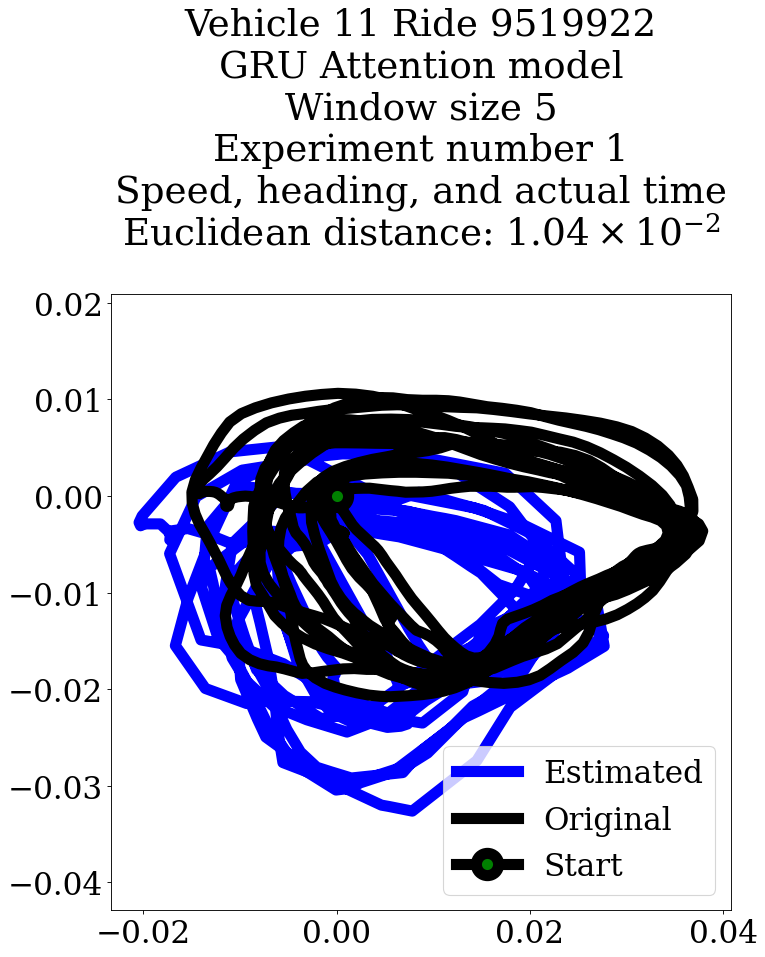 Vehicle 11 Ride 9519922
GRU Attention model
Window size 5
Experiment number 1
Speed, heading, and actual time
Euclidean distance: 1.04 × 10⁻²
0.02
0.01
0.00
−0.01
−0.02
−0.03
−0.04
Estimated
Original
Start
−0.02 0.00 0.02 0.04